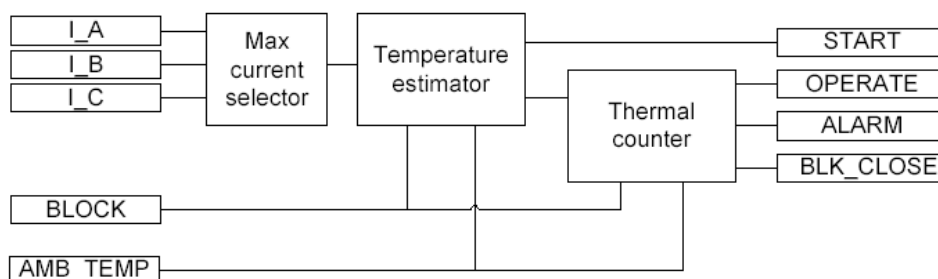 I_A
I_B
I_C
Max
current
selector
Temperature
estimator
Thermal
counter
START
OPERATE
ALARM
BLK_CLOSE
BLOCK
AMB_TEMP